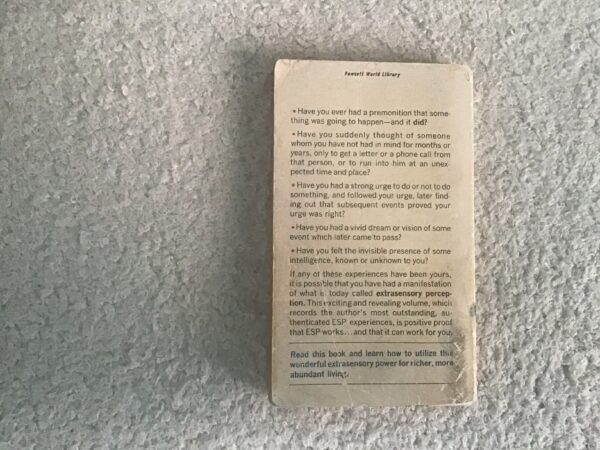 Fawcett World Library
• Have you ever had a premonition that some-
thing was going to happen—and it did?
• Have you suddenly thought of someone
whom you have not had in mind for months or
years, only to get a letter or a phone call from
that person, or to run into him at an unex-
pected time and place?
• Have you had a strong urge to do or not to do
something, and followed your urge, later find-
ing out that subsequent events proved your
urge was right?
• Have you had a vivid dream or vision of some
event which later came to pass?
• Have you felt the invisible presence of some
intelligence, known or unknown to you?
If any of these experiences have been yours,
it is possible that you have had a manifestation
of what is today called extrasensory percep-
tion. This exciting and revealing volume, which
records the author's most outstanding, au-
thenticated ESP experiences, is positive proof
that ESP works...and that it can work for you.
Read this book and learn how to utilize this
wonderful extrasensory power for richer, more
abundant living.